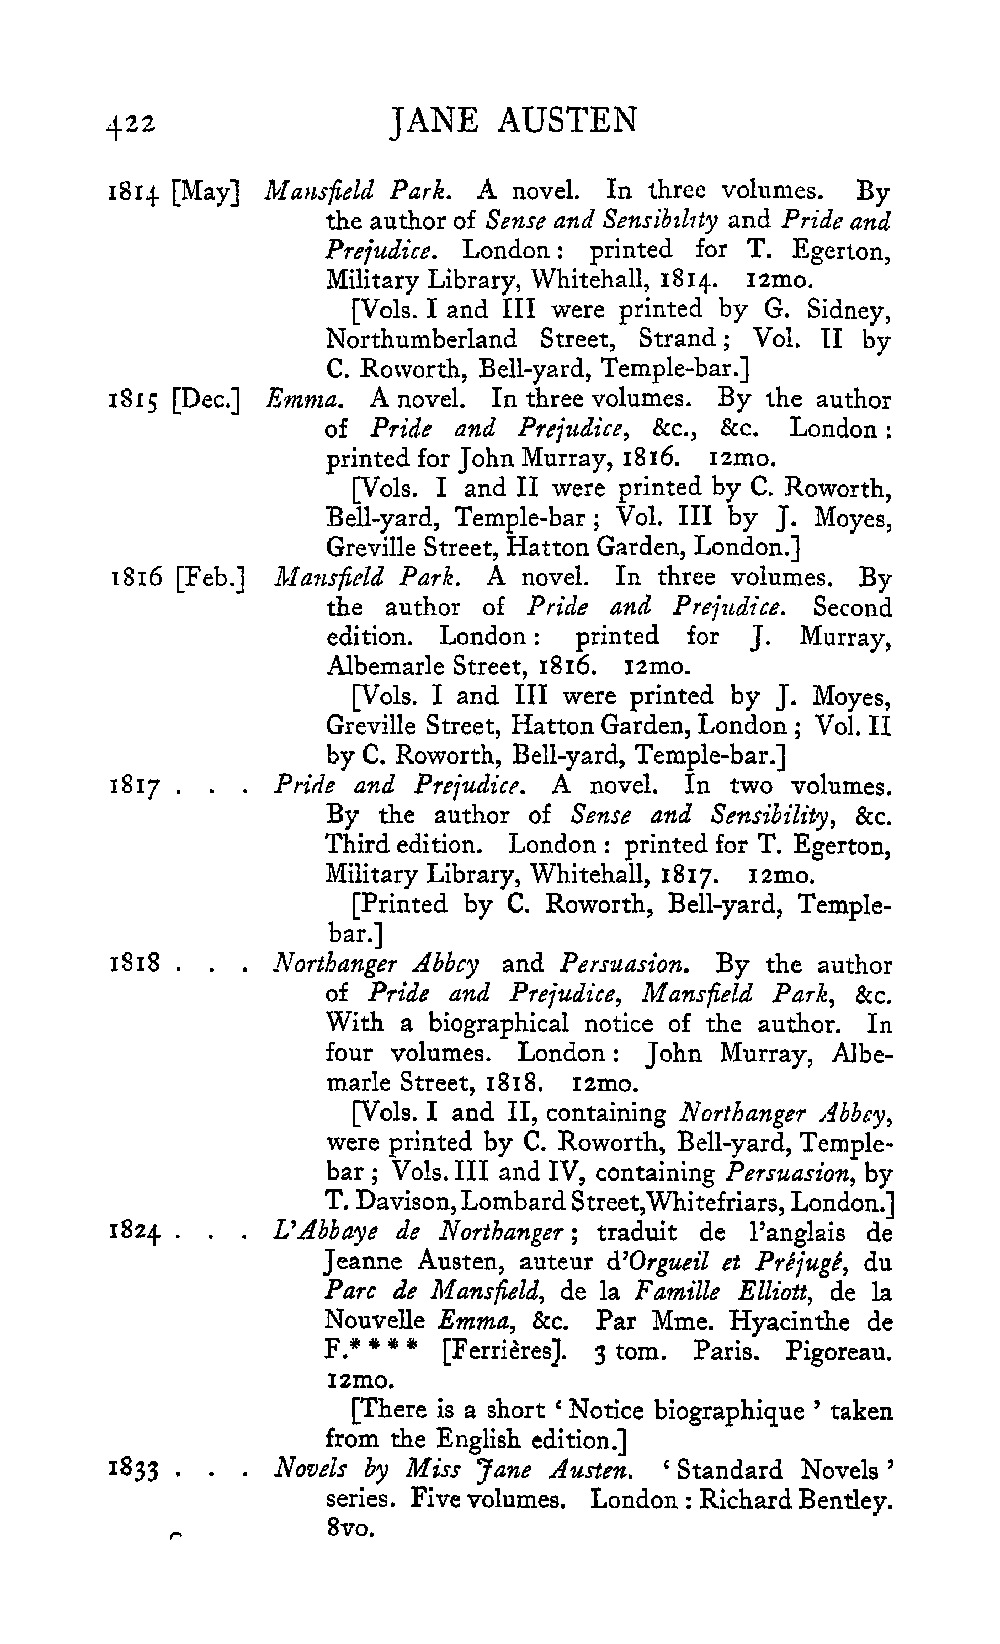 422 JANE AUSTEN
1814 [May] Mansfield Park. A novel. In three volumes. By
the author of Sense and Sensibility and Pride and
Prejudice. London: printed for T. Egerton,
Military Library, Whitehall, 1814. 12mo.
[Vols. I and III were printed by G. Sidney,
Northumberland Street, Strand; Vol. II by
C. Roworth, Bell-yard, Temple-bar.]
1815 [Dec.] Emma. A novel. In three volumes. By the author
of Pride and Prejudice, &c., &c. London:
printed for John Murray, 1816. 12mo.
[Vols. I and II were printed by C. Roworth,
Bell-yard, Temple-bar; Vol. III by J. Moyes,
Greville Street, Hatton Garden, London.]
1816 [Feb.] Mansfield Park. A novel. In three volumes. By
the author of Pride and Prejudice. Second
edition. London: printed for J. Murray,
Albemarle Street, 1816. 12mo.
[Vols. I and III were printed by J. Moyes,
Greville Street, Hatton Garden, London; Vol. II
by C. Roworth, Bell-yard, Temple-bar.]
1817 . . . Pride and Prejudice. A novel. In two volumes.
By the author of Sense and Sensibility, &c.
Third edition. London: printed for T. Egerton,
Military Library, Whitehall, 1817. 12mo.
[Printed by C. Roworth, Bell-yard, Temple-
bar.]
1818 . . . Northanger Abbey and Persuasion. By the author
of Pride and Prejudice, Mansfield Park, &c.
With a biographical notice of the author. In
four volumes. London: John Murray, Albe-
marle Street, 1818. 12mo.
[Vols. I and II, containing Northanger Abbey,
were printed by C. Roworth, Bell-yard, Temple-
bar; Vols. III and IV, containing Persuasion, by
T. Davison, Lombard Street, Whitefriars, London.]
1824 . . . L'Abbaye de Northanger; traduit de l'anglais de
Jeanne Austen, auteur d'Orgueil et Préjugé, du
Parc de Mansfield, de la Famille Elliott, de la
Nouvelle Emma, &c. Par Mme. Hyacinthe de
F.**** [Ferrières]. 3 tom. Paris. Pigoreau.
12mo.
[There is a short ‘Notice biographique’ taken
from the English edition.]
1833 . . . Novels by Miss Jane Austen. ‘Standard Novels’
series. Five volumes. London: Richard Bentley.
8vo.